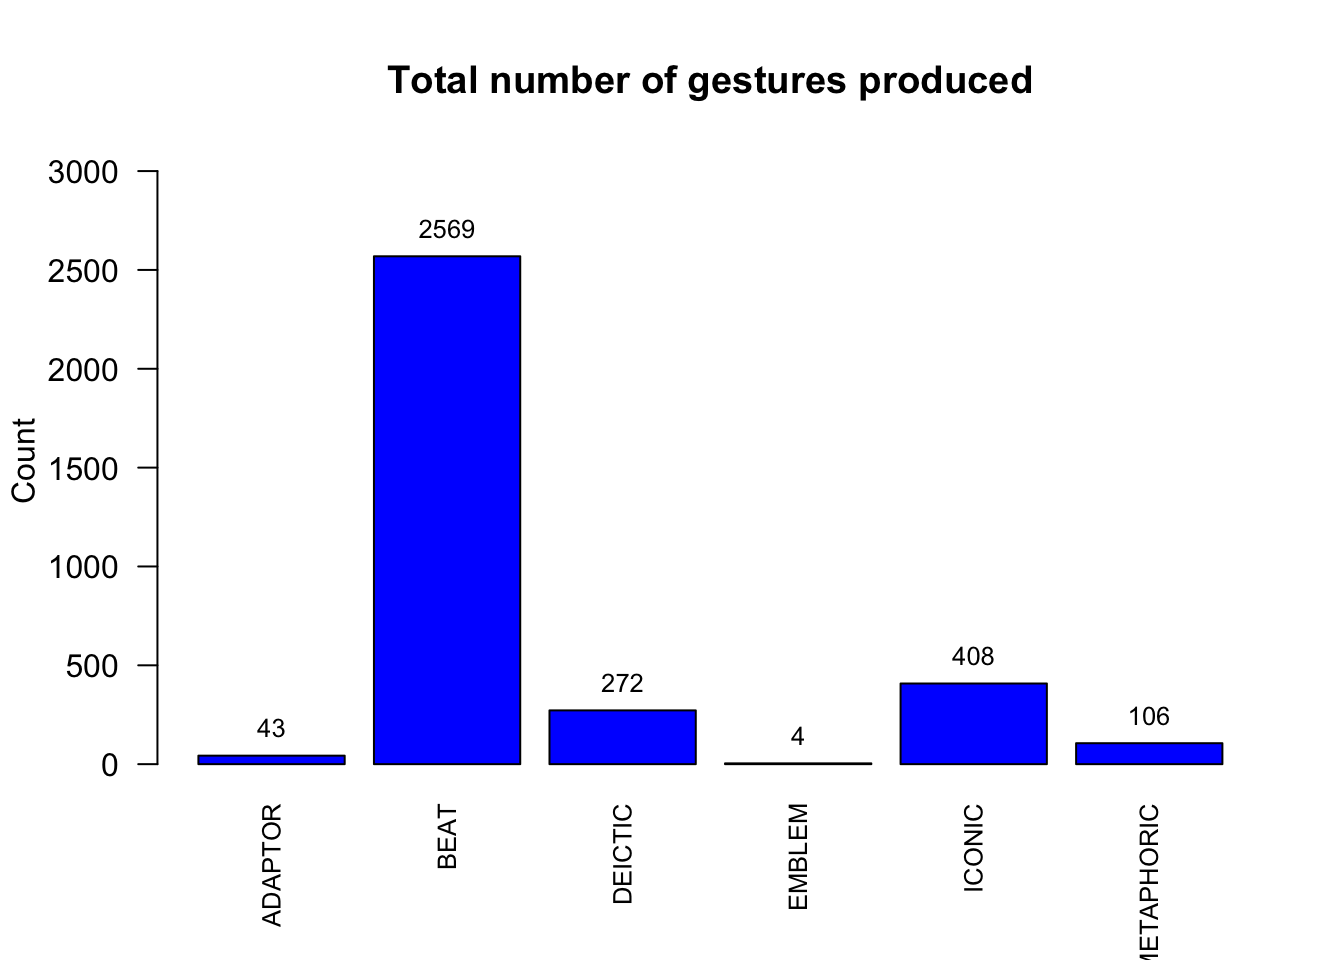 Total number of gestures produced
Count
3000
2500
2000
1500
1000
500
0
43
2569
272
4
408
106
ADAPTOR
BEAT
DEICTIC
EMBLEM
ICONIC
METAPHORIC